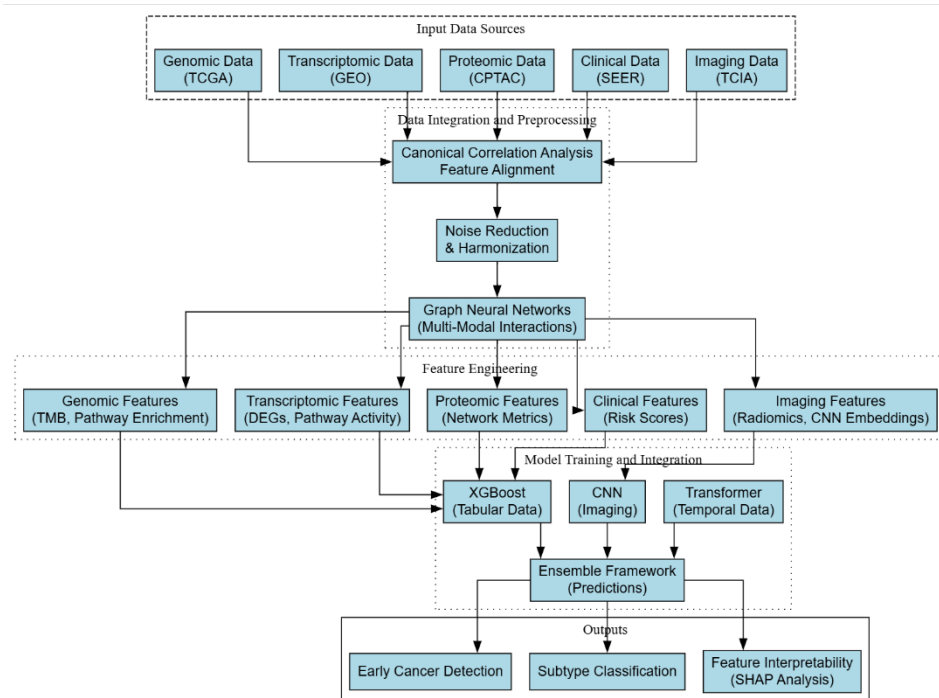 Input Data Sources
Genomic Data
(TCGA)
Transcriptomic Data
(GEO)
Proteomic Data
(CPTAC)
Clinical Data
(SEER)
Imaging Data
(TCIA)
Data Integration and Preprocessing
Canonical Correlation Analysis
Feature Alignment
Noise Reduction
& Harmonization
Graph Neural Networks
(Multi-Modal Interactions)
Feature Engineering
Genomic Features
(TMB, Pathway Enrichment)
Transcriptomic Features
(DEGs, Pathway Activity)
Proteomic Features
(Network Metrics)
Clinical Features
(Risk Scores)
Imaging Features
(Radiomics, CNN Embeddings)
Model Training and Integration
XGBoost
(Tabular Data)
CNN
(Imaging)
Transformer
(Temporal Data)
Ensemble Framework
(Predictions)
Outputs
Early Cancer Detection
Subtype Classification
Feature Interpretability
(SHAP Analysis)